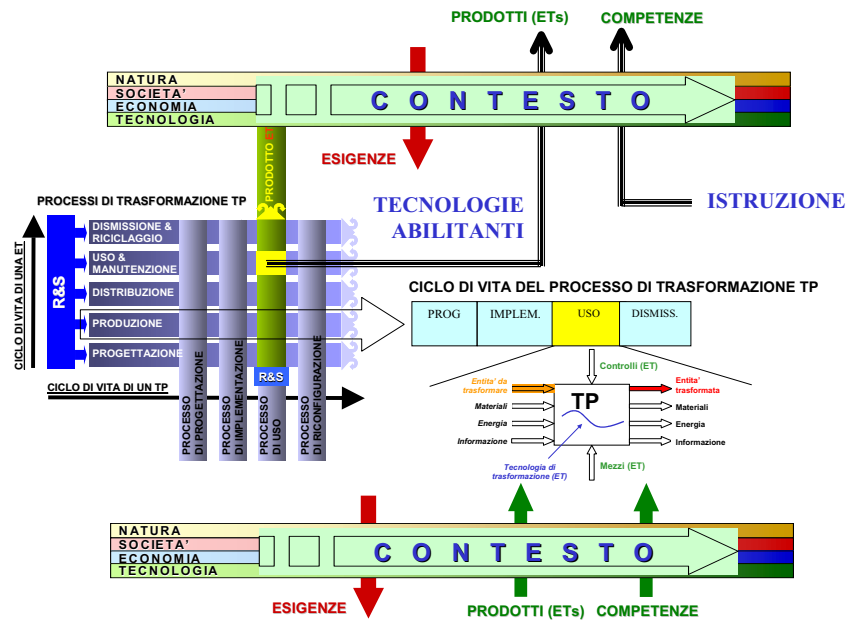 PRODOTTI (ETs)
COMPETENZE
NATURA
SOCIETA'
ECONOMIA
TECNOLOGIA
CONTESTO
ESIGENZE
PRODOTTO ET
PROCESSI DI TRASFORMAZIONE TP
TECNOLOGIE
ABILITANTI
ISTRUZIONE
CICLO DI VITA DI UNA ET
R&S
DISMISSIONE &
RICICLAGGIO
USO &
MANUTENZIONE
DISTRIBUZIONE
PRODUZIONE
PROGETTAZIONE
CICLO DI VITA DI UN TP
R&S
PROCESSO
DI PROGETTAZIONE
PROCESSO
DI IMPLEMENTAZIONE
PROCESSO
DI USO
PROCESSO
DI RICONFIGURAZIONE
CICLO DI VITA DEL PROCESSO DI TRASFORMAZIONE TP
PROG
IMPLEM.
USO
DISMISS.
Controlli (ET)
Entita' da
trasformare
Materiali
Energia
Informazione
TP
Entita'
trasformata
Materiali
Energia
Informazione
Tecnologia di
trasformazione (ET)
Mezzi (ET)
NATURA
SOCIETA'
ECONOMIA
TECNOLOGIA
CONTESTO
ESIGENZE
PRODOTTI (ETs)
COMPETENZE